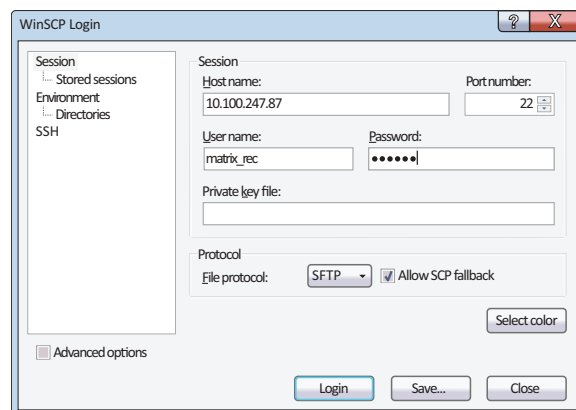 WinSCP Login
?
X
Session
Stored sessions
Environment
Directories
SSH
Advanced options
Session
Host name:
Port number:
10.100.247.87
22
User name:
Password:
matrix_rec
●●●●●●
Private key file:
Protocol
File protocol:
SFTP
Allow SCP fallback
Select color
Login
Save...
Close